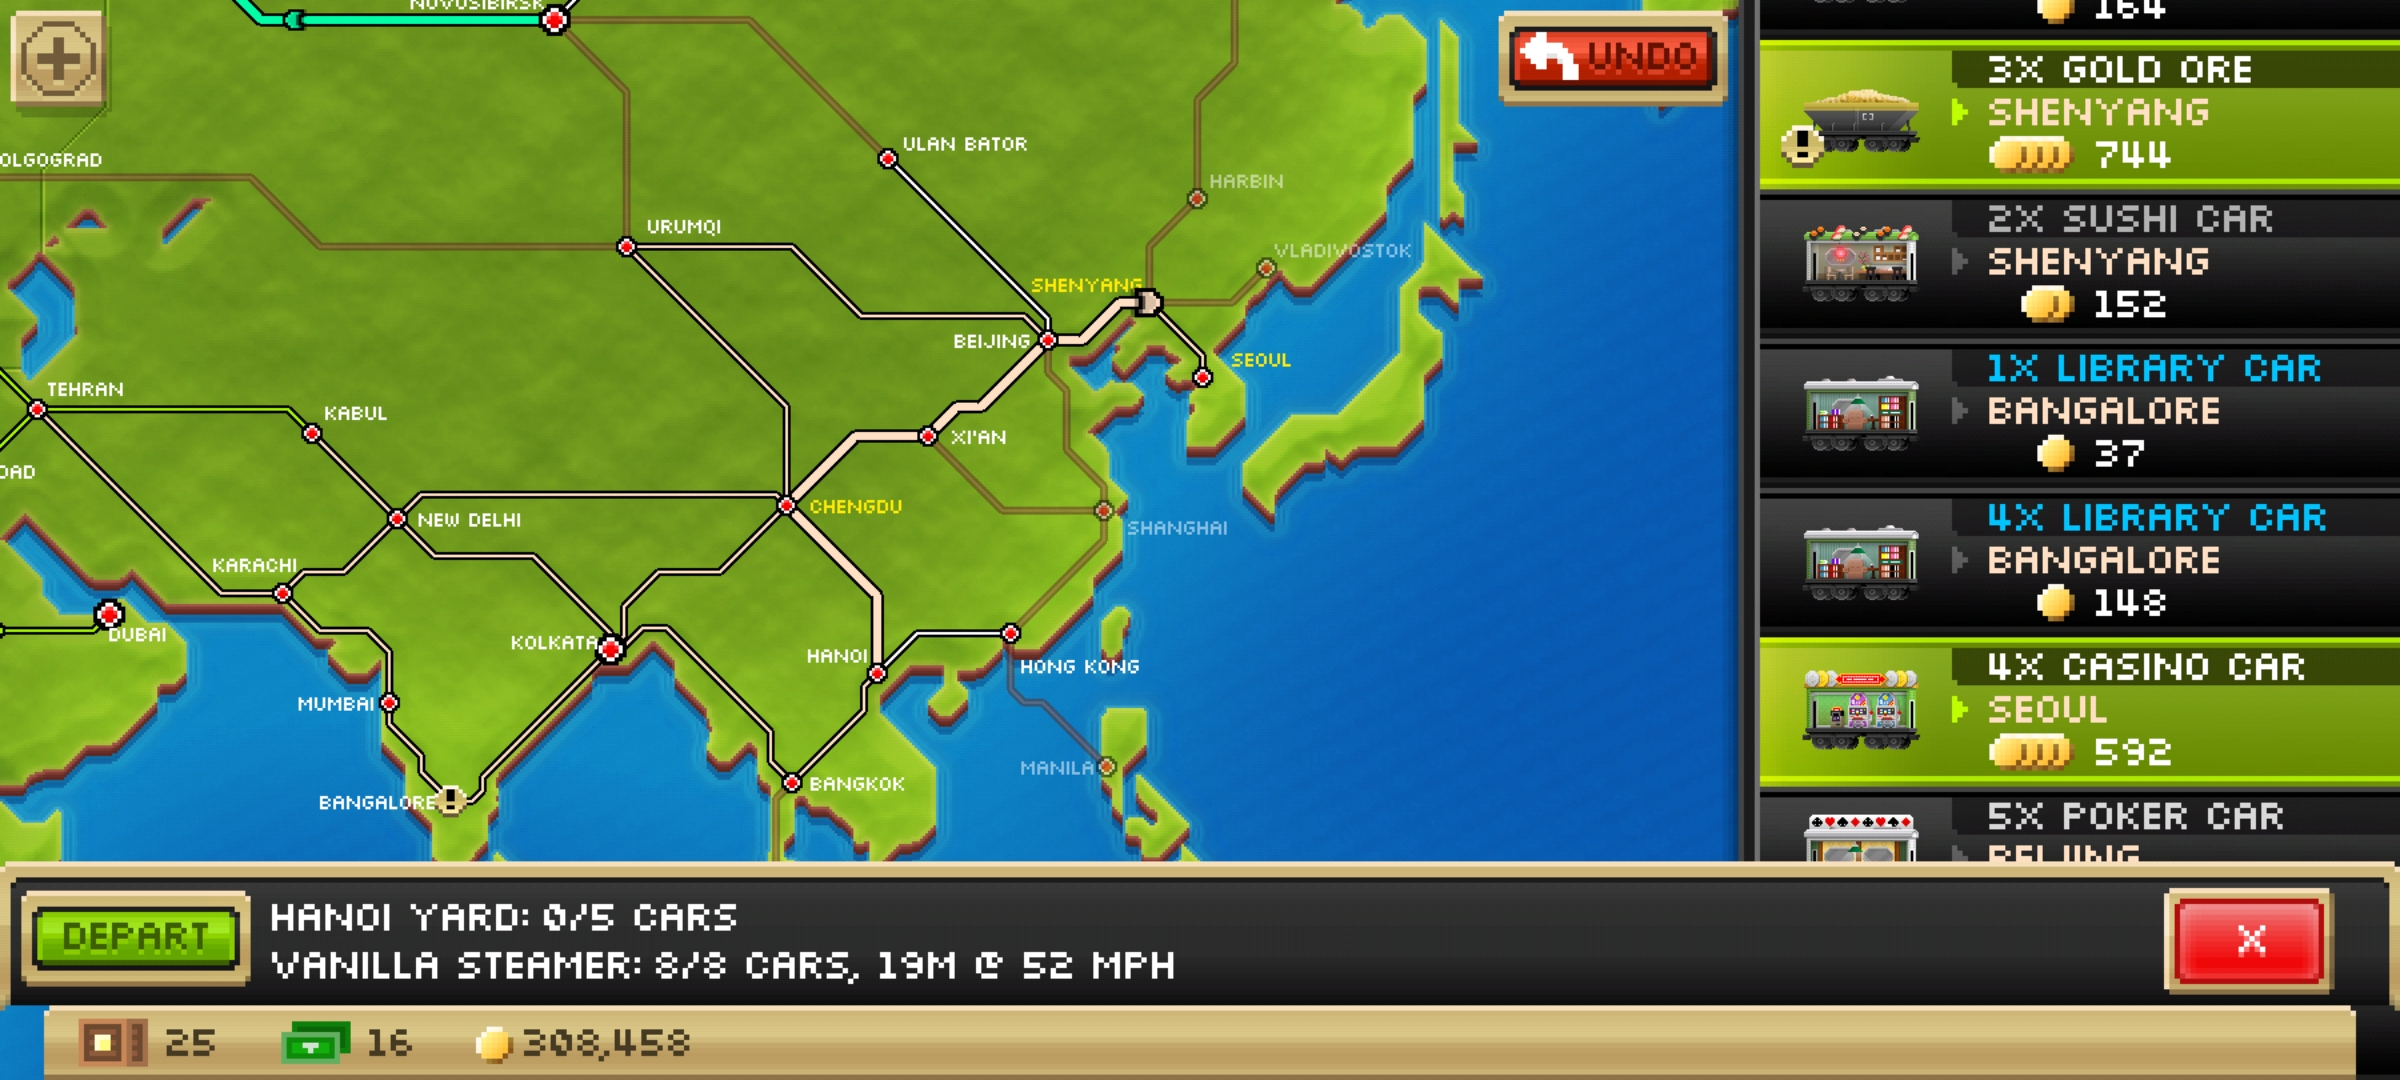 NOVOSIBIRSK
UNDO
164
3X GOLD ORE
SHENYANG
744
2X SUSHI CAR
SHENYANG
152
1X LIBRARY CAR
BANGALORE
37
4X LIBRARY CAR
BANGALORE
148
4X CASINO CAR
SEOUL
592
5X POKER CAR
BEIJING
ULAN BATOR
OLGOGRAD
HARBIN
URUMQI
VLADIVOSTOK
SHENYANG
BEIJING
SEOUL
TEHRAN
KABUL
XI'AN
OAD
CHENGDU
NEW DELHI
SHANGHAI
KARACHI
DUBAI
KOLKATA
HANOI
HONG KONG
MUMBAI
MANILA
BANGKOK
BANGALORE
DEPART
HANOI YARD: 0/5 CARS
VANILLA STEAMER: 8/8 CARS, 19M @ 52 MPH
X
25
16
308,458